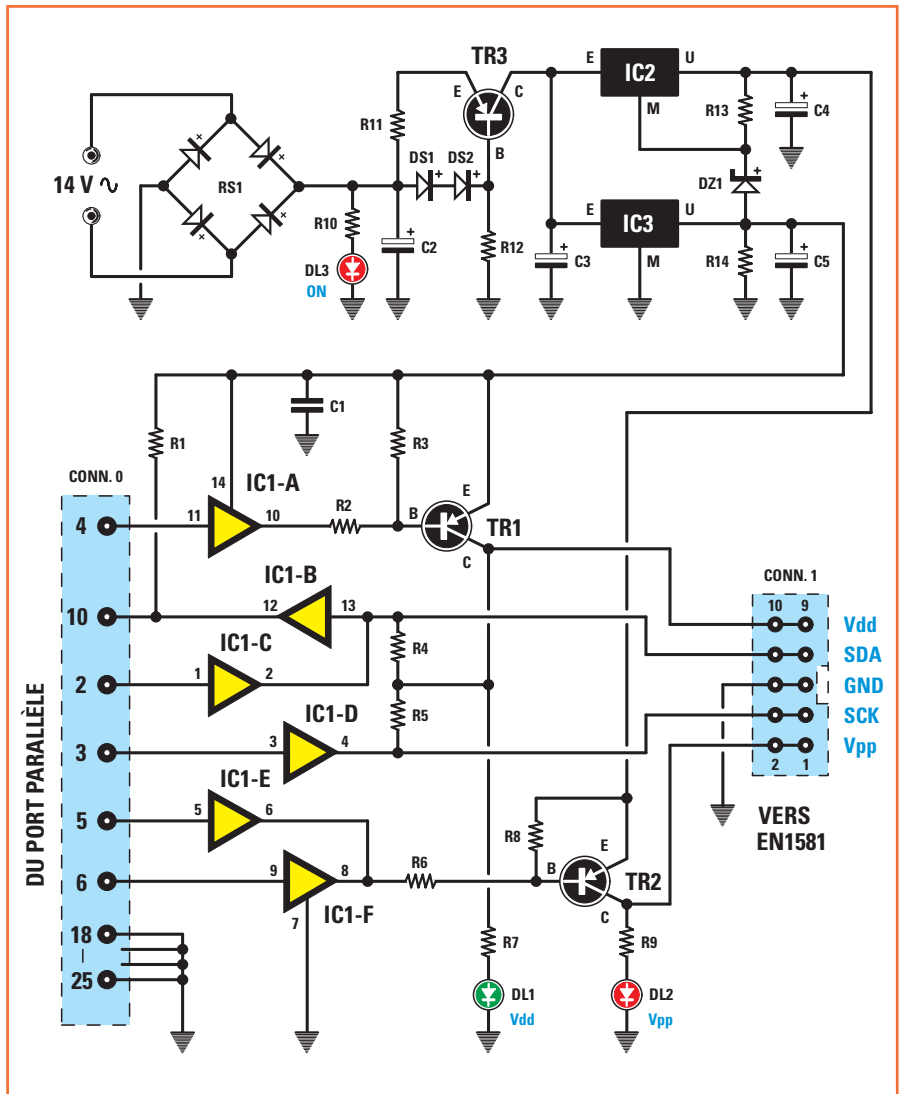 TR3
E
C
B
E
IC2
U
M
R13
+
C4
R11
DS1
DS2
+
+
14 V ∿
RS1
+
+
+
+
DZ1
+
R10
+
C2
R12
E
IC3
U
M
+
C3
R14
+
C5
DL3
ON
R1
C1
R3
CONN. 0
14
IC1-A
4
11
10
R2
B
E
C
TR1
IC1-B
10
12
13
CONN. 1
10
9
Vdd
SDA
GND
SCK
Vpp
2
1
IC1-C
R4
2
1
2
IC1-D
R5
3
3
4
IC1-E
5
5
6
R8
VERS
EN1581
6
9
8
7
IC1-F
R6
B
E
C
TR2
18
–
25
R7
R9
DL1
Vdd
DL2
Vpp
DU PORT PARALLÈLE